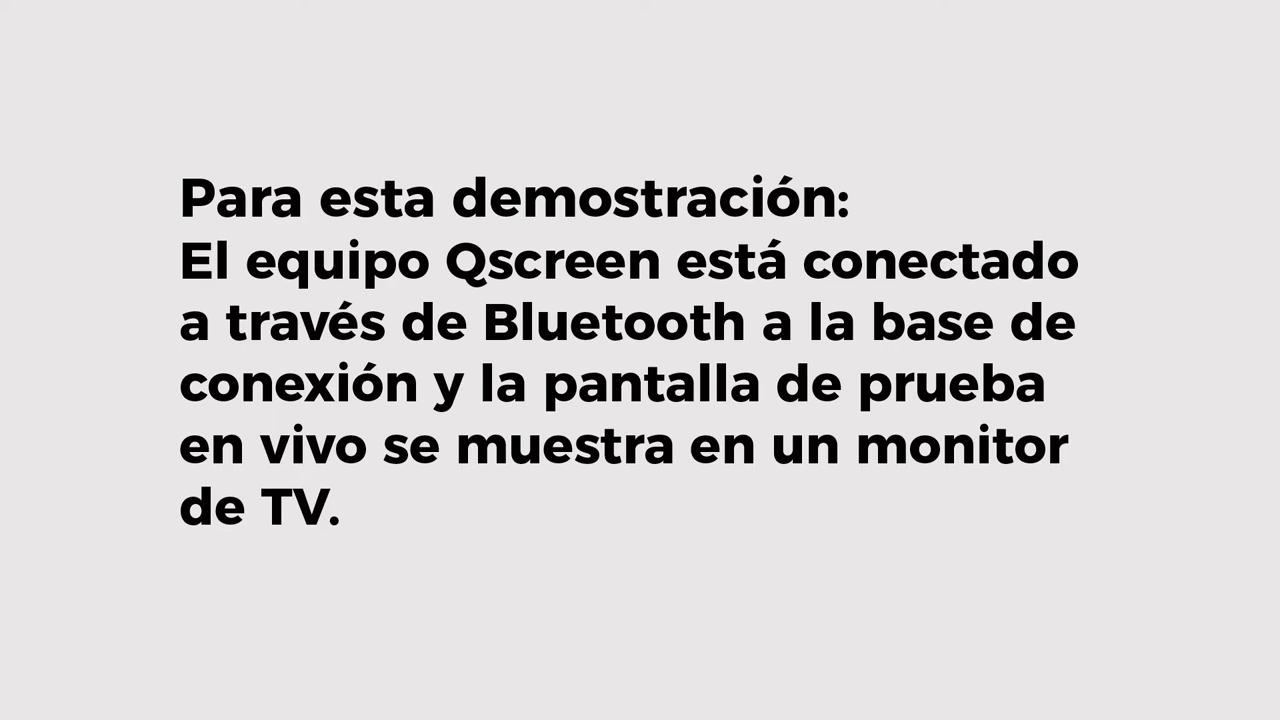 Para esta demostración:
El equipo Qscreen está conectado
a través de Bluetooth a la base de
conexión y la pantalla de prueba
en vivo se muestra en un monitor
de TV.